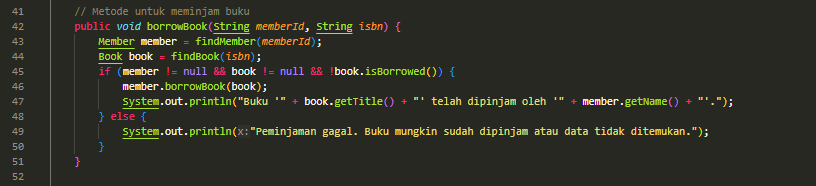 41 // Metode untuk meminjam buku
42 public void borrowBook(String memberId, String isbn) {
43 Member member = findMember(memberId);
44 Book book = findBook(isbn);
45 if (member != null && book != null && !book.isBorrowed()) {
46 member.borrowBook(book);
47 System.out.println("Buku '" + book.getTitle() + "' telah dipinjam oleh '" + member.getName() + "'.");
48 } else {
49 System.out.println(x:"Peminjaman gagal. Buku mungkin sudah dipinjam atau data tidak ditemukan.");
50 }
51 }
52